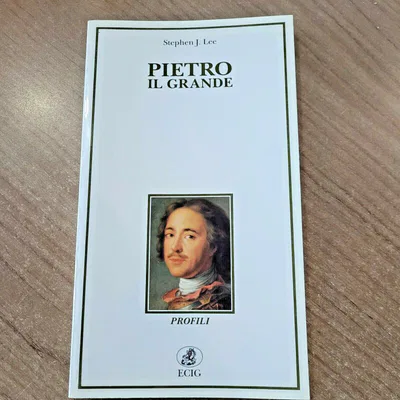 Stephen J. Lee
PIETRO
IL GRANDE
PROFILI
ECIG